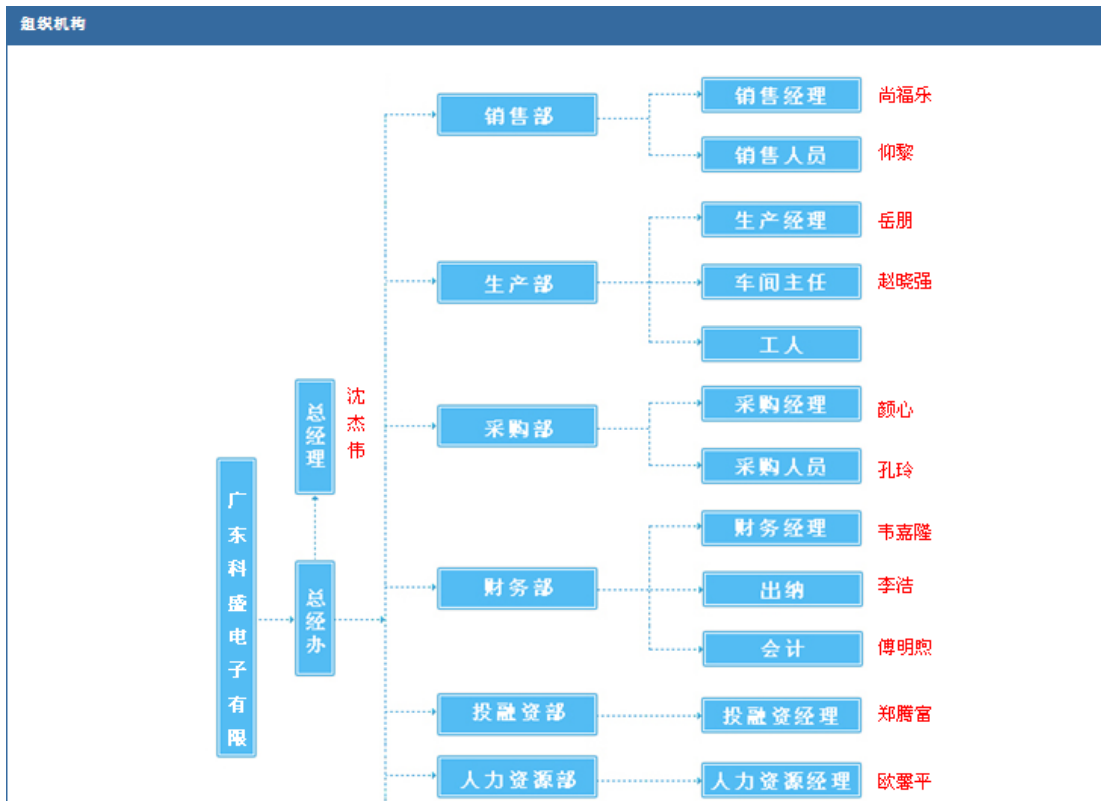 组织机构
广东科盛电子有限
总经办
总经理
沈杰伟
销售部
销售经理 尚福乐
销售人员 仰黎
生产部
生产经理 岳朋
车间主任 赵晓强
工人
采购部
采购经理 颜心
采购人员 孔玲
财务部
财务经理 韦嘉隆
出纳 李浩
会计 傅明煦
投融资部
投融资经理 郑腾富
人力资源部
人力资源经理 欧馨平